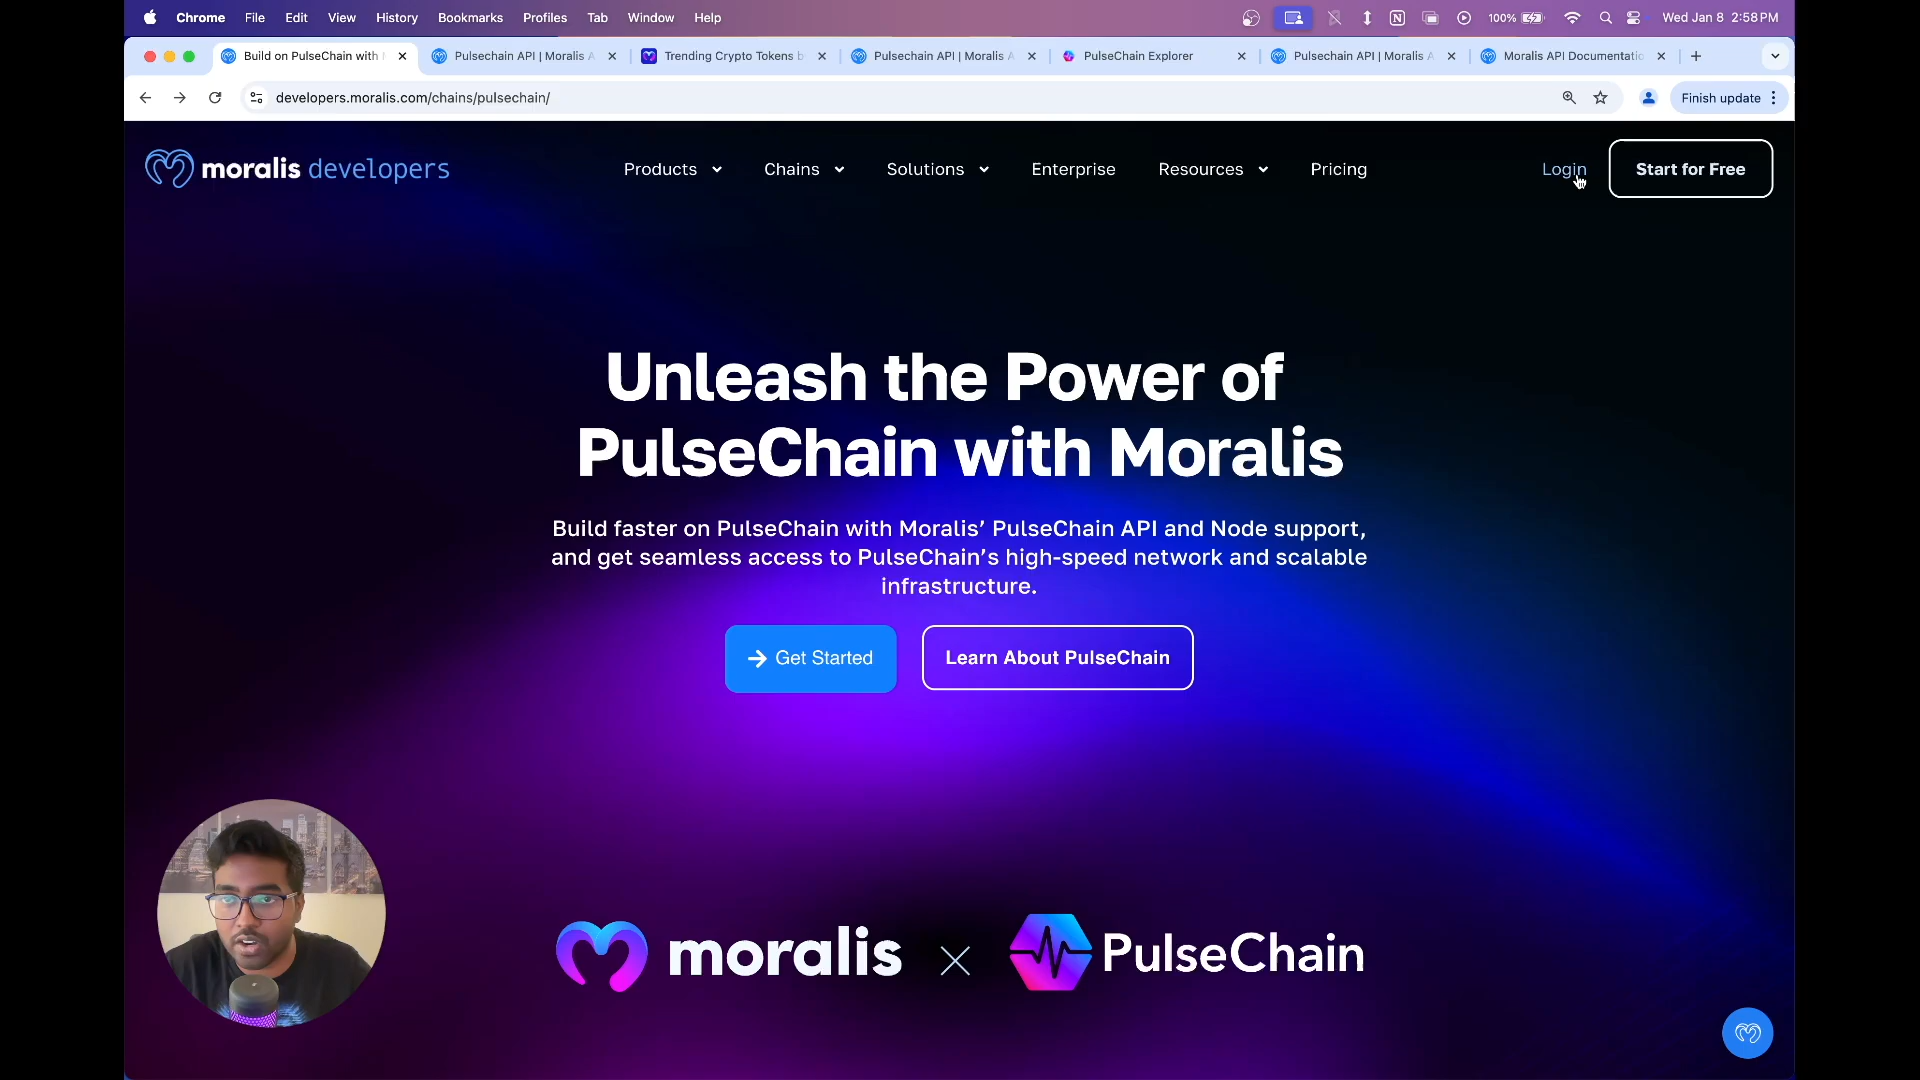 Chrome File Edit View History Bookmarks Profiles Tab Window Help 100% Wed Jan 8 2:58 PM
Build on PulseChain with Pulsechain API | Moralis A Trending Crypto Tokens b Pulsechain API | Moralis A PulseChain Explorer Pulsechain API | Moralis A Moralis API Documentatio
developers.moralis.com/chains/pulsechain/ Finish update
moralis developers Products Chains Solutions Enterprise Resources Pricing Login Start for Free
Unleash the Power of
PulseChain with Moralis
Build faster on PulseChain with Moralis’ PulseChain API and Node support,
and get seamless access to PulseChain’s high-speed network and scalable
infrastructure.
Get Started Learn About PulseChain
moralis PulseChain